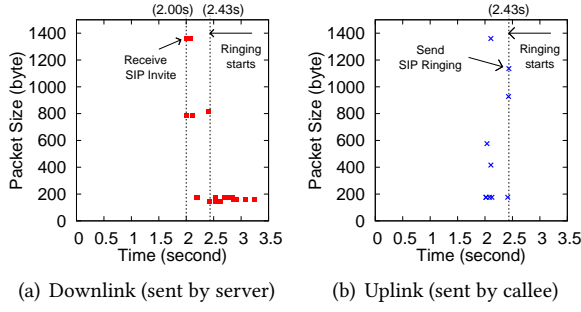 (2.00s) (2.43s)
1400
1200
1000
800
600
400
200
0
Packet Size (byte)
Receive
SIP Invite
Ringing
starts
0 0.5 1 1.5 2 2.5 3 3.5
Time (second)
(a) Downlink (sent by server)
(2.43s)
1400
1200
1000
800
600
400
200
0
Packet Size (byte)
Send
SIP Ringing
Ringing
starts
0 0.5 1 1.5 2 2.5 3 3.5
Time (second)
(b) Uplink (sent by callee)